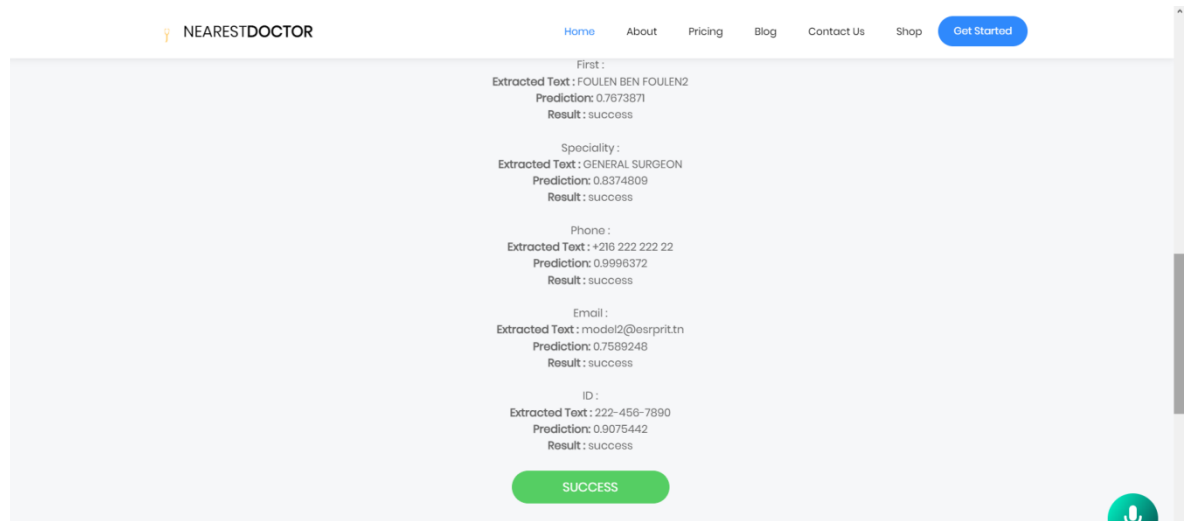 NEARESTDOCTOR
Home About Pricing Blog Contact Us Shop Get Started
First :
Extracted Text : FOULEN BEN FOULEN2
Prediction: 0.7673871
Result : success
Speciality :
Extracted Text : GENERAL SURGEON
Prediction: 0.8374809
Result : success
Phone :
Extracted Text : +216 222 222 22
Prediction: 0.9996372
Result : success
Email :
Extracted Text : model2@esrprit.tn
Prediction: 0.7589248
Result : success
ID :
Extracted Text : 222-456-7890
Prediction: 0.9075442
Result : success
SUCCESS